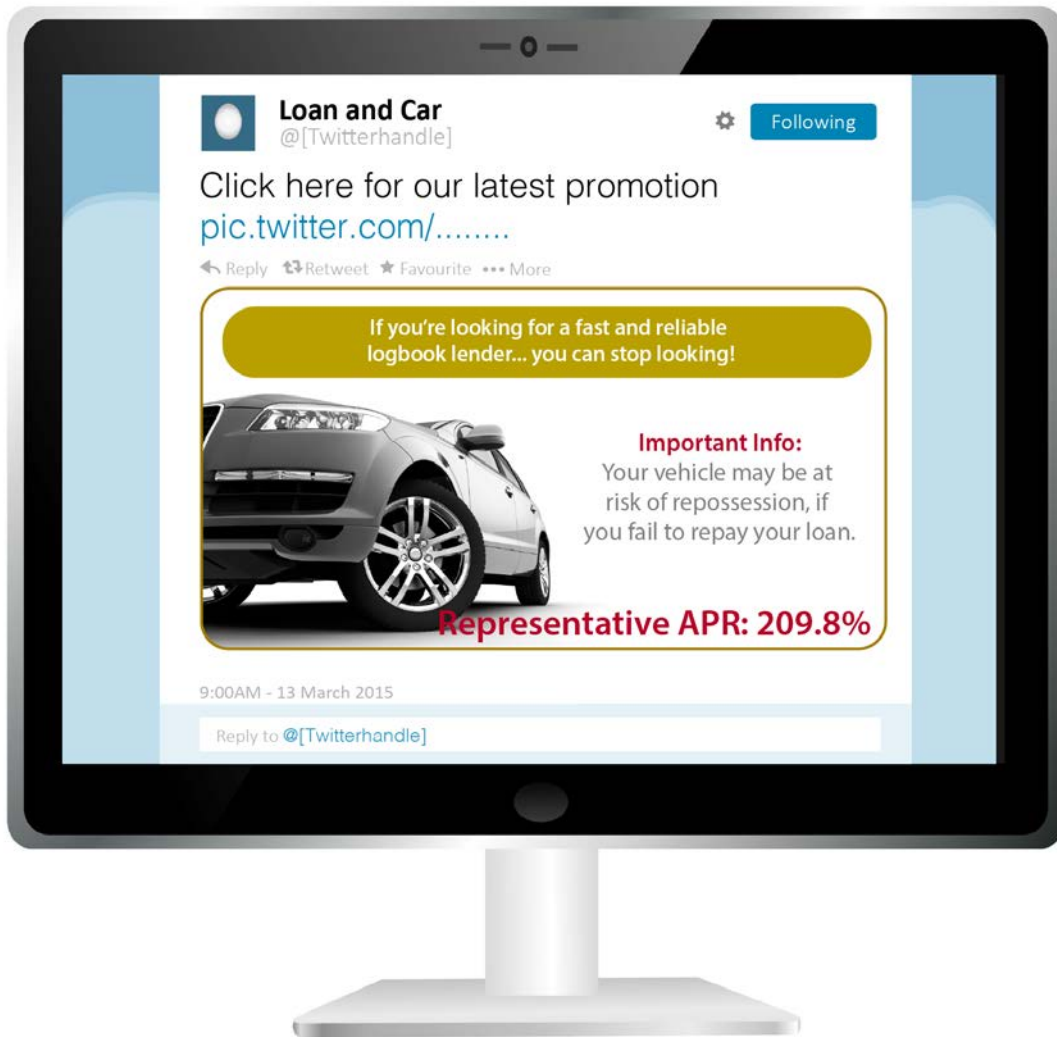 Loan and Car
@[Twitterhandle]
Following
Click here for our latest promotion
pic.twitter.com/........
Reply Retweet Favourite More
If you're looking for a fast and reliable
logbook lender... you can stop looking!
Important Info:
Your vehicle may be at
risk of repossession, if
you fail to repay your loan.
Representative APR: 209.8%
9:00AM - 13 March 2015
Reply to @[Twitterhandle]